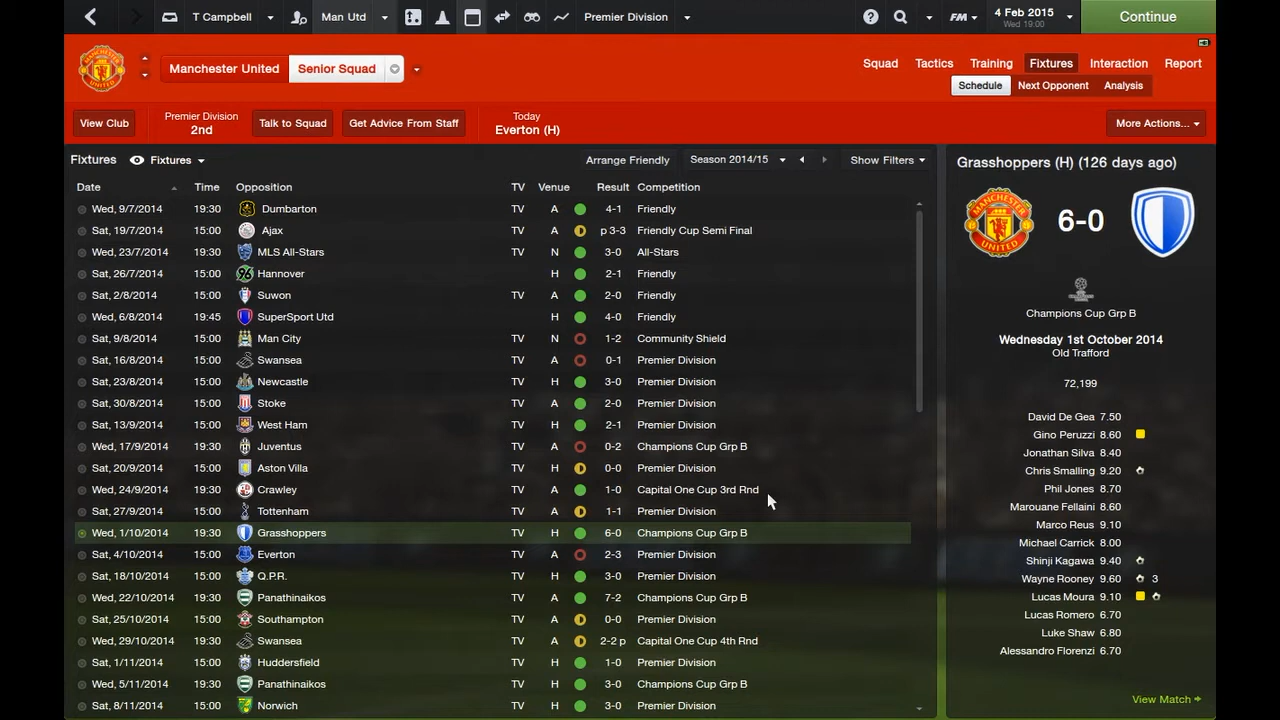 T Campbell Man Utd Premier Division FM 4 Feb 2015 Continue
Wed 19:00
Manchester United Senior Squad Squad Tactics Training Fixtures Interaction Report
Schedule Next Opponent Analysis
View Club Premier Division 2nd Talk to Squad Get Advice From Staff Today Everton (H) More Actions...
Fixtures Fixtures Arrange Friendly Season 2014/15 Show Filters
Date Time Opposition TV Venue Result Competition
Wed, 9/7/2014 19:30 Dumbarton TV A 4-1 Friendly
Sat, 19/7/2014 15:00 Ajax TV A p 3-3 Friendly Cup Semi Final
Wed, 23/7/2014 19:30 MLS All-Stars TV N 3-0 All-Stars
Sat, 26/7/2014 15:00 Hannover H 2-1 Friendly
Sat, 2/8/2014 15:00 Suwon TV A 2-0 Friendly
Wed, 6/8/2014 19:45 SuperSport Utd H 4-0 Friendly
Sat, 9/8/2014 15:00 Man City TV N 1-2 Community Shield
Sat, 16/8/2014 15:00 Swansea TV A 0-1 Premier Division
Sat, 23/8/2014 15:00 Newcastle TV H 3-0 Premier Division
Sat, 30/8/2014 15:00 Stoke TV A 2-0 Premier Division
Sat, 13/9/2014 15:00 West Ham TV H 2-1 Premier Division
Wed, 17/9/2014 19:30 Juventus TV A 0-2 Champions Cup Grp B
Sat, 20/9/2014 15:00 Aston Villa TV H 0-0 Premier Division
Wed, 24/9/2014 19:30 Crawley TV A 1-0 Capital One Cup 3rd Rnd
Sat, 27/9/2014 15:00 Tottenham TV A 1-1 Premier Division
Wed, 1/10/2014 19:30 Grasshoppers TV H 6-0 Champions Cup Grp B
Sat, 4/10/2014 15:00 Everton TV A 2-3 Premier Division
Sat, 18/10/2014 15:00 Q.P.R. TV H 3-0 Premier Division
Wed, 22/10/2014 19:30 Panathinaikos TV A 7-2 Champions Cup Grp B
Sat, 25/10/2014 15:00 Southampton TV A 0-0 Premier Division
Wed, 29/10/2014 19:30 Swansea TV A 2-2 p Capital One Cup 4th Rnd
Sat, 1/11/2014 15:00 Huddersfield TV H 1-0 Premier Division
Wed, 5/11/2014 19:30 Panathinaikos TV H 3-0 Champions Cup Grp B
Sat, 8/11/2014 15:00 Norwich TV H 3-0 Premier Division
Grasshoppers (H) (126 days ago)
6-0
Champions Cup Grp B
Wednesday 1st October 2014
Old Trafford
72,199
David De Gea 7.50
Gino Peruzzi 8.60
Jonathan Silva 8.40
Chris Smalling 9.20
Phil Jones 8.70
Marouane Fellaini 8.60
Marco Reus 9.10
Michael Carrick 8.00
Shinji Kagawa 9.40
Wayne Rooney 9.60 3
Lucas Moura 9.10
Lucas Romero 6.70
Luke Shaw 6.80
Alessandro Florenzi 6.70
View Match